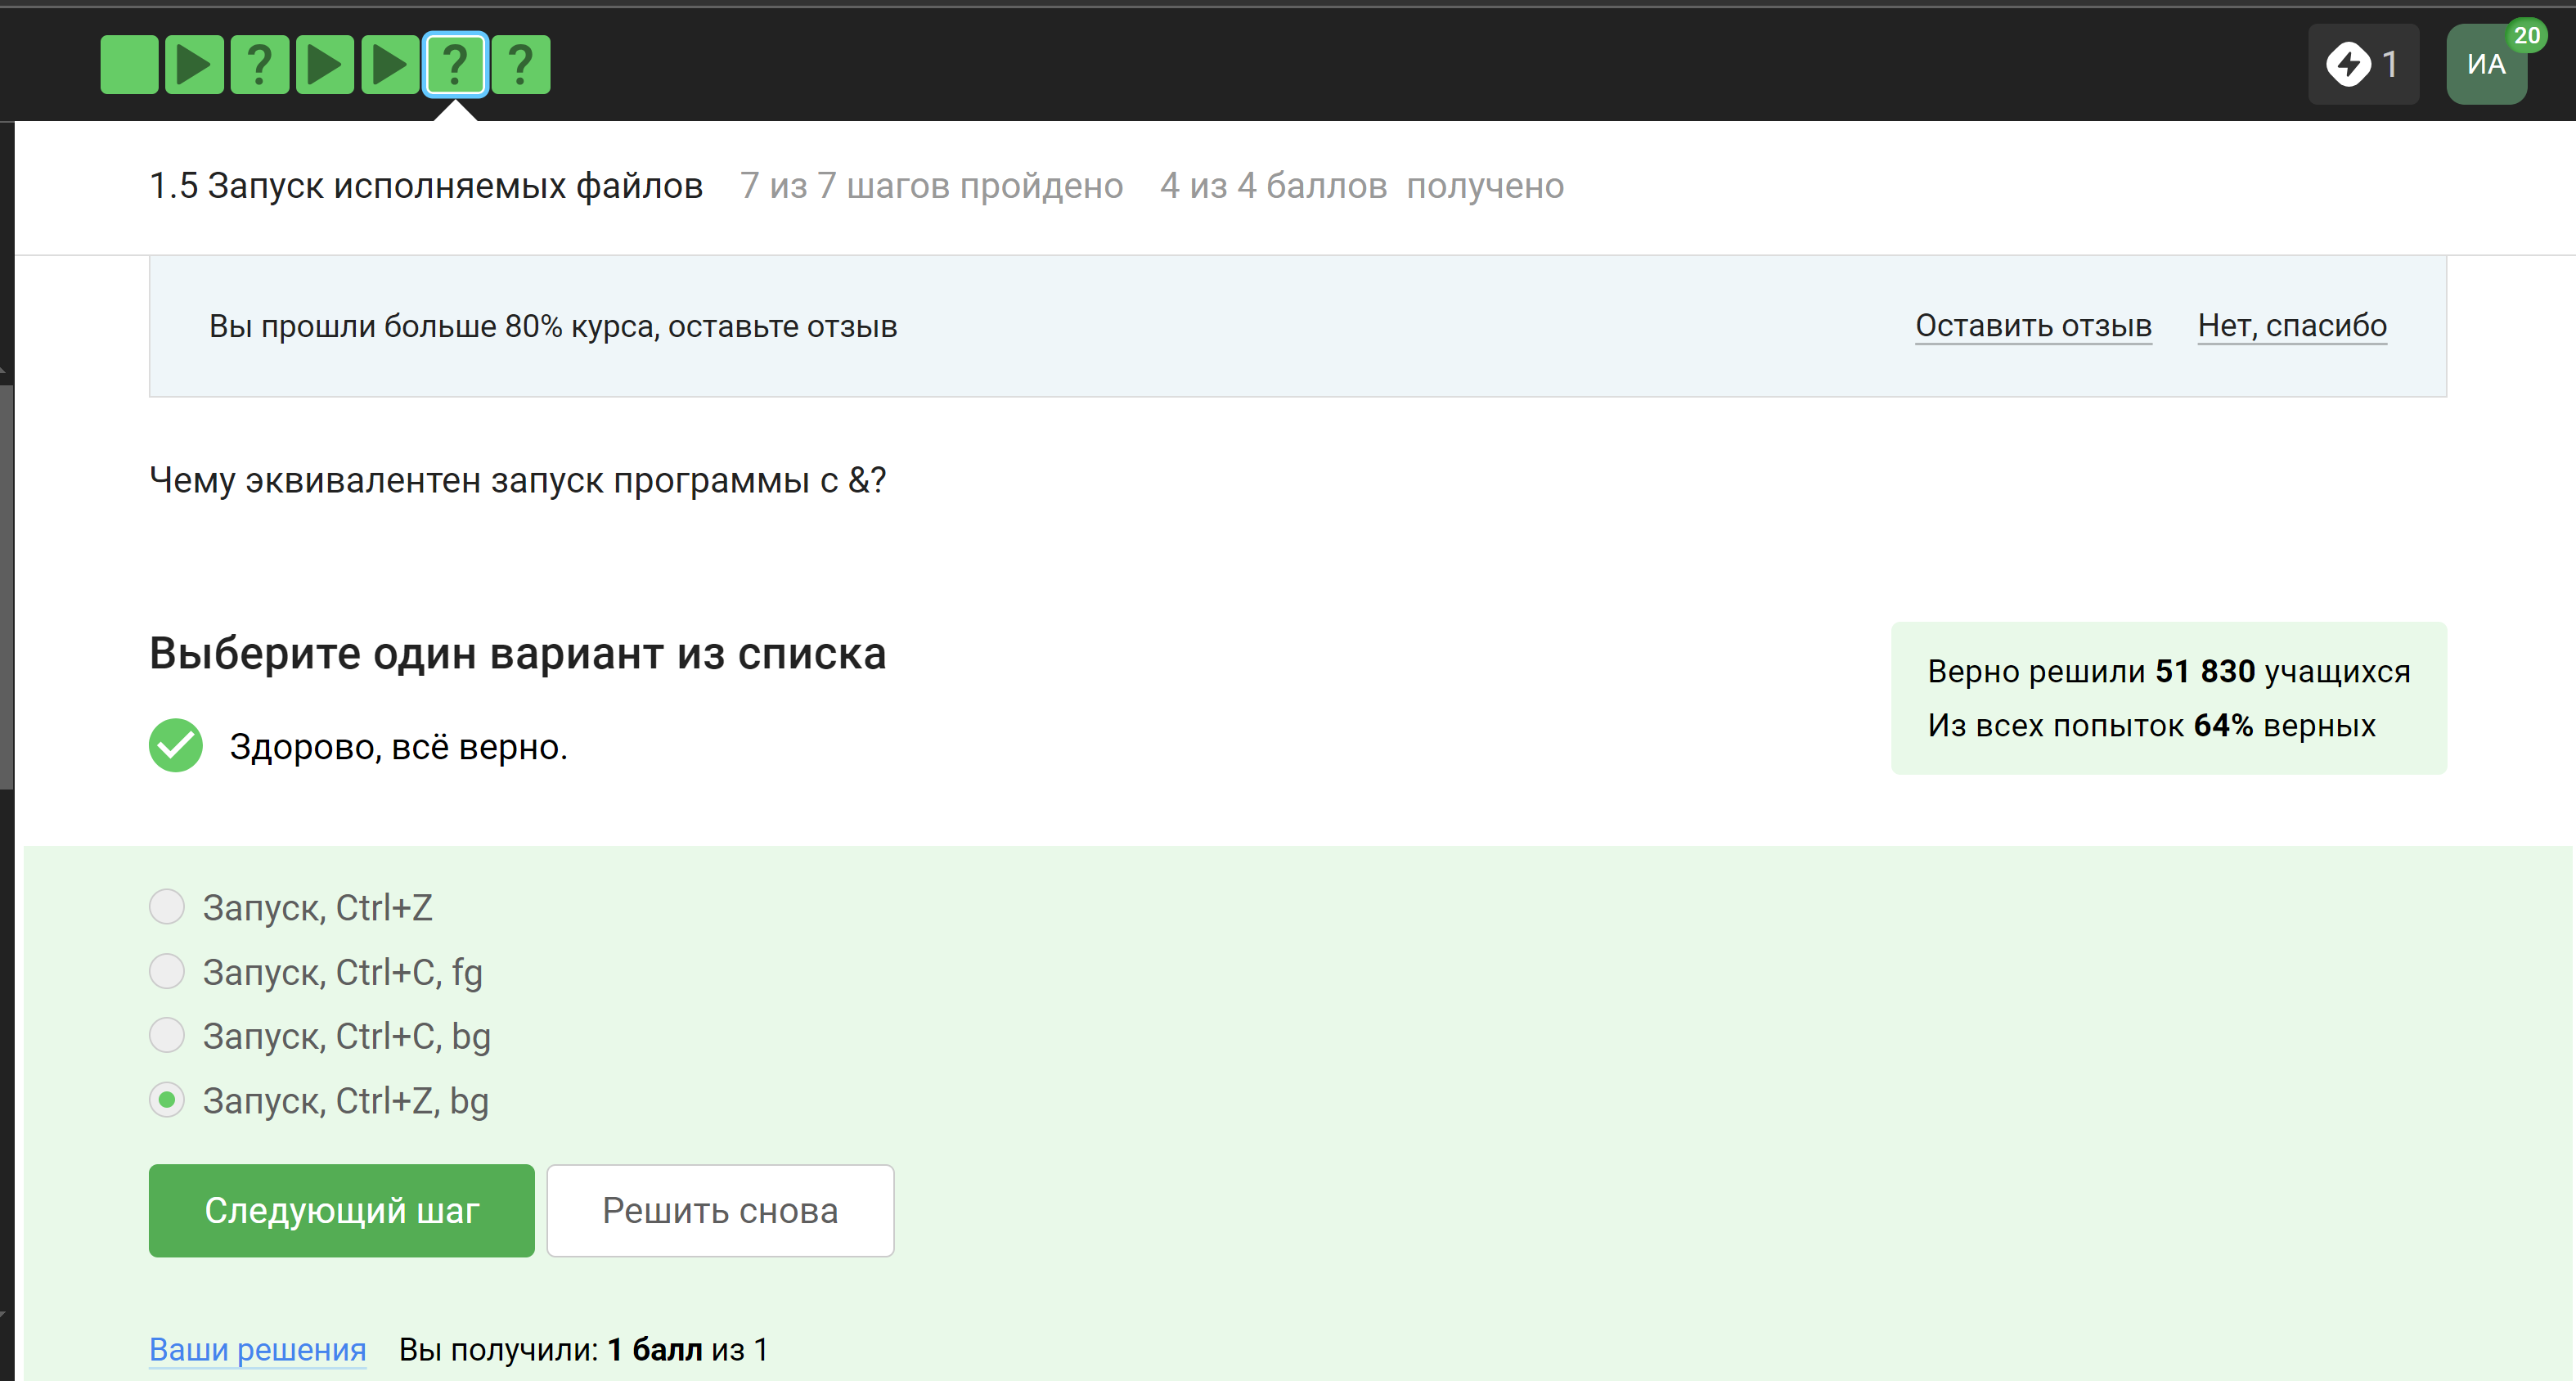 ? ? ?
1
ИА
20
1.5 Запуск исполняемых файлов 7 из 7 шагов пройдено 4 из 4 баллов получено
Вы прошли больше 80% курса, оставьте отзыв Оставить отзыв Нет, спасибо
Чему эквивалентен запуск программы с &?
Выберите один вариант из списка
Здорово, всё верно.
Верно решили 51 830 учащихся
Из всех попыток 64% верных
Запуск, Ctrl+Z
Запуск, Ctrl+C, fg
Запуск, Ctrl+C, bg
Запуск, Ctrl+Z, bg
Следующий шаг Решить снова
Ваши решения Вы получили: 1 балл из 1